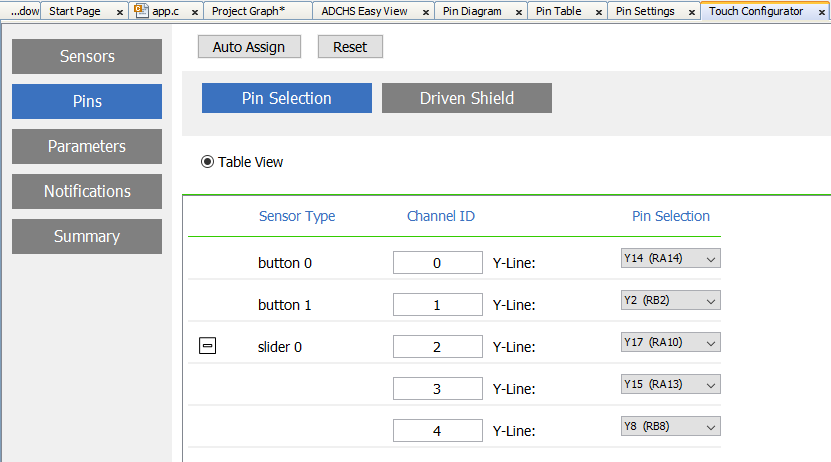 ...dow Start Page app.c Project Graph* ADCHS Easy View Pin Diagram Pin Table Pin Settings Touch Configurator
Auto Assign Reset
Sensors
Pins
Parameters
Notifications
Summary
Pin Selection Driven Shield
Table View
Sensor Type Channel ID Pin Selection
button 0 0 Y-Line: Y14 (RA14)
button 1 1 Y-Line: Y2 (RB2)
slider 0 2 Y-Line: Y17 (RA10)
3 Y-Line: Y15 (RA13)
4 Y-Line: Y8 (RB8)